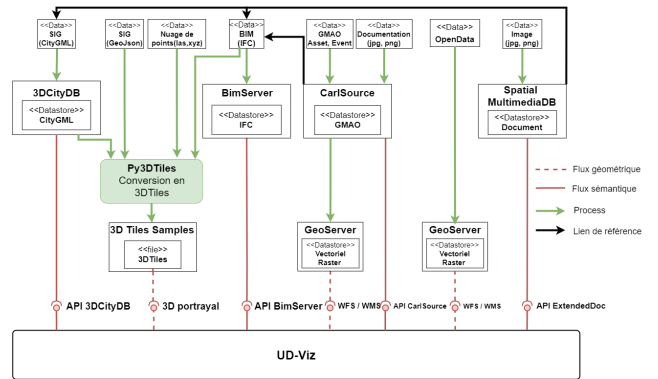 <<Data>>
SIG
(CityGML)
<<Data>>
SIG
(GeoJson)
<<Data>>
Nuage de
points(las,xyz)
<<Data>>
BIM
(IFC)
<<Data>>
GMAO
Asset, Event
<<Data>>
Documentation
(jpg, png)
<<Data>>
OpenData
<<Data>>
Image
(jpg, png)
3DCityDB
<<Datastore>>
CityGML
BimServer
<<Datastore>>
IFC
CarlSource
<<Datastore>>
GMAO
Spatial
MultimediaDB
<<Datastore>>
Document
Py3DTiles
Conversion en
3DTiles
Flux géométrique
Flux sémantique
Process
Lien de référence
3D Tiles Samples
<<file>>
3DTiles
GeoServer
<<Datastore>>
Vectoriel
Raster
GeoServer
<<Datastore>>
Vectoriel
Raster
API 3DCityDB
3D portrayal
API BimServer
WFS / WMS
API CarlSource
WFS / WMS
API ExtendedDoc
UD-Viz